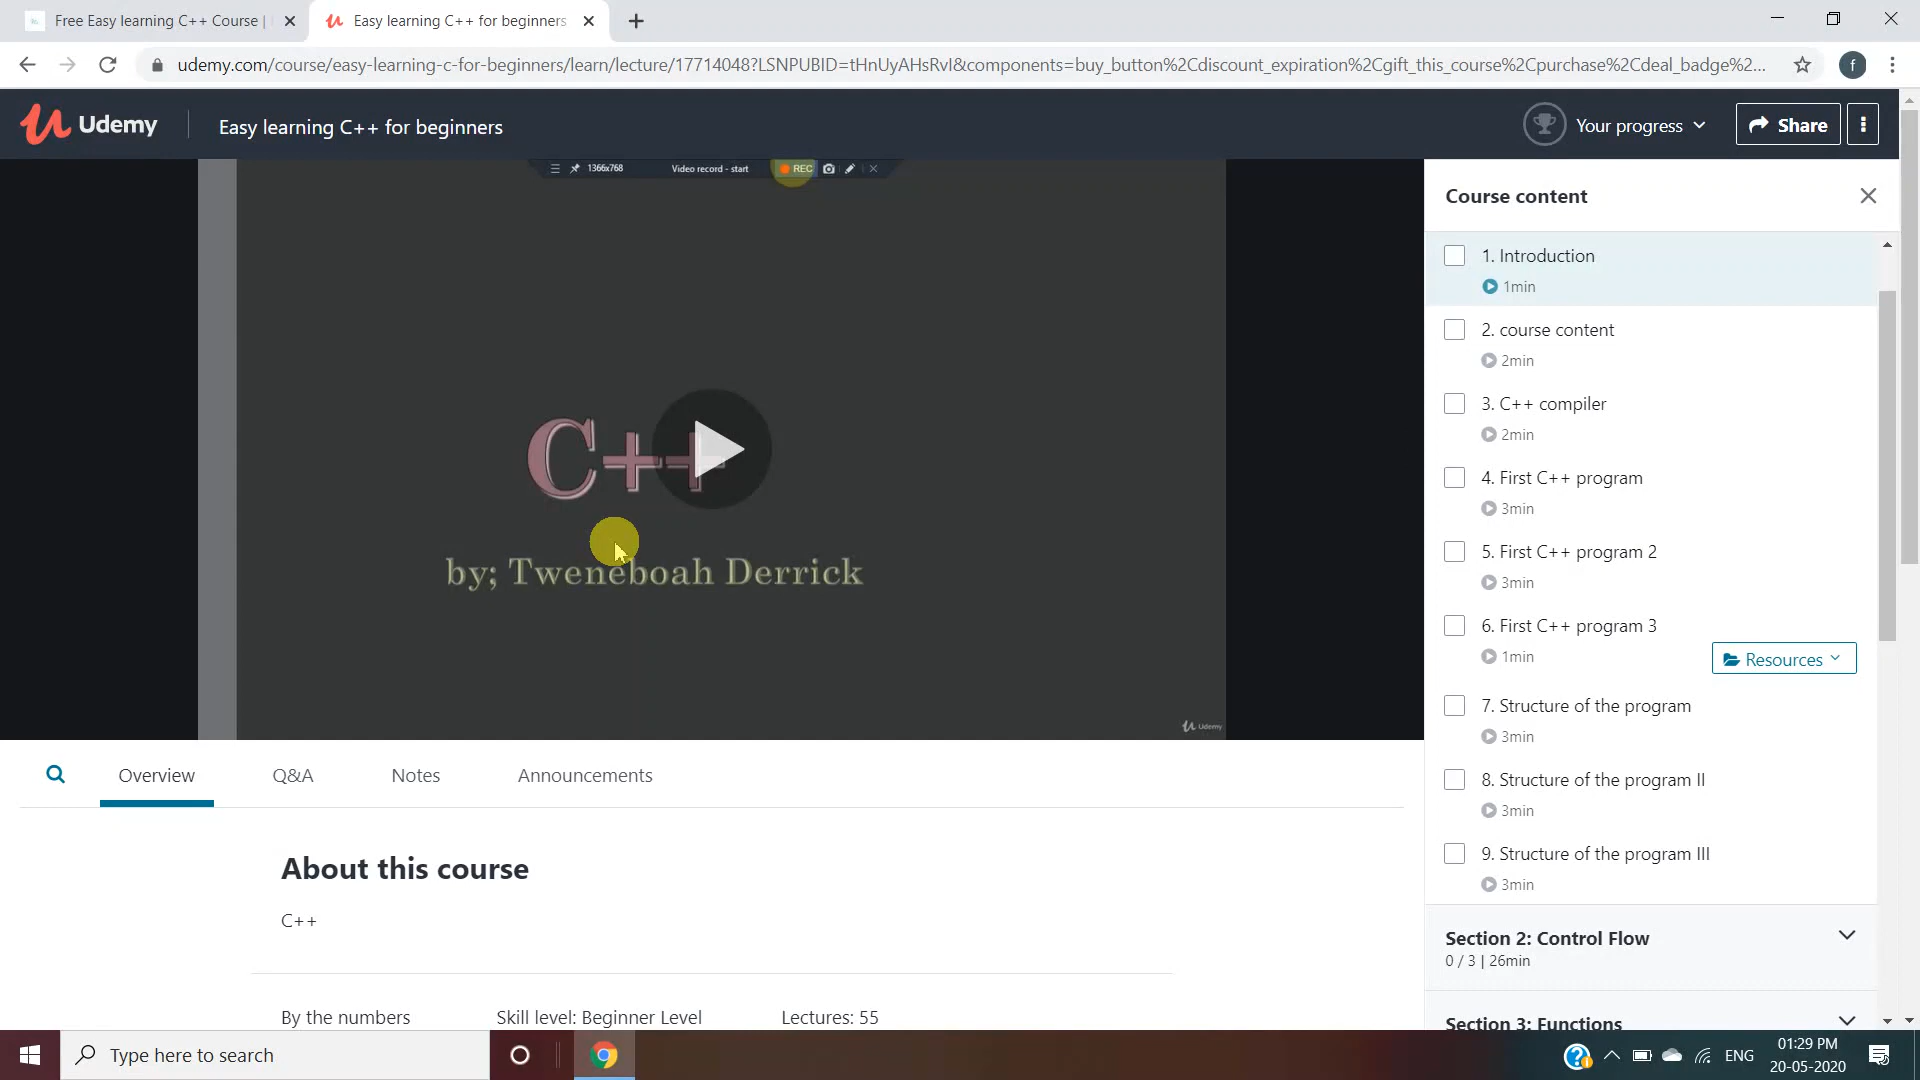 Free Easy learning C++ Course |
Easy learning C++ for beginners
udemy.com/course/easy-learning-c-for-beginners/learn/lecture/17714048?LSNPUBID=tHnUyAHsRvI&components=buy_button%2Cdiscount_expiration%2Cgift_this_course%2Cpurchase%2Cdeal_badge%2...
f
Udemy
Easy learning C++ for beginners
Your progress
Share
1366x768
Video record - start
REC
C++
by; Tweneboah Derrick
Udemy
Course content
1. Introduction
1min
2. course content
2min
3. C++ compiler
2min
4. First C++ program
3min
5. First C++ program 2
3min
6. First C++ program 3
1min
Resources
7. Structure of the program
3min
8. Structure of the program II
3min
9. Structure of the program III
3min
Section 2: Control Flow
0 / 3 | 26min
Section 3: Functions
Overview
Q&A
Notes
Announcements
About this course
C++
By the numbers
Skill level: Beginner Level
Lectures: 55
Type here to search
ENG
01:29 PM
20-05-2020